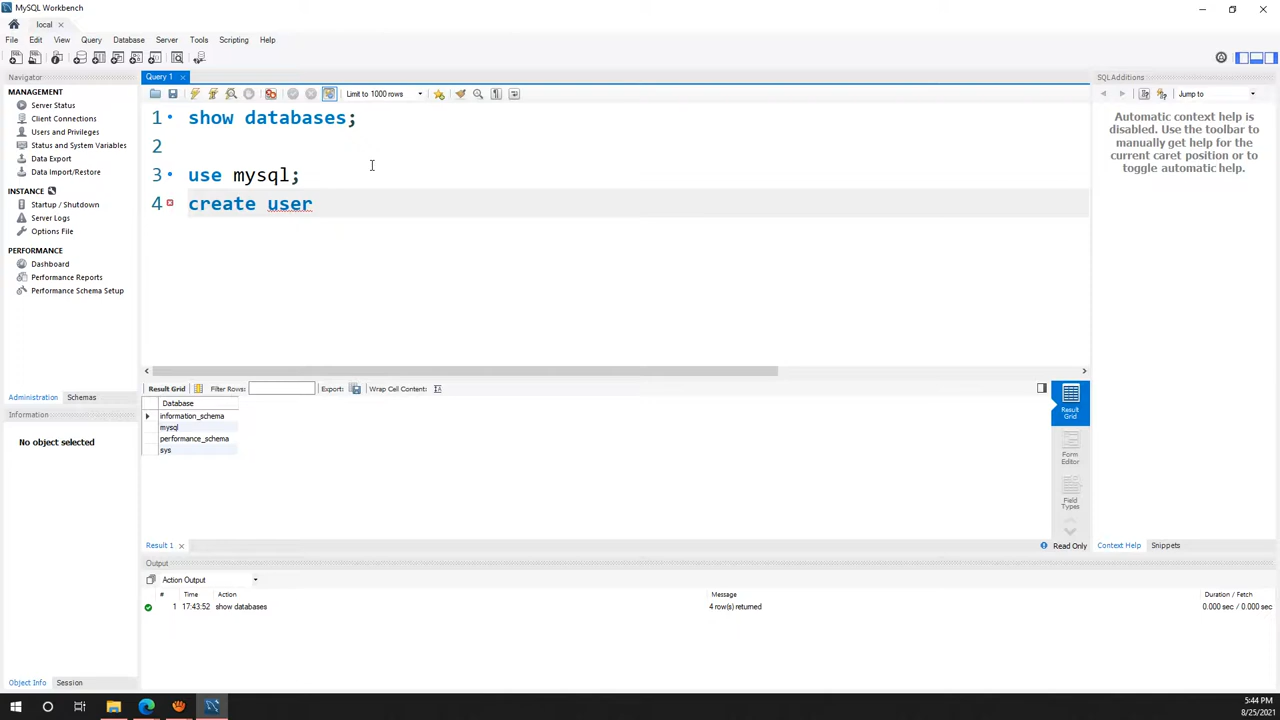 MySQL Workbench
local
File Edit View Query Database Server Tools Scripting Help
Navigator
MANAGEMENT
Server Status
Client Connections
Users and Privileges
Status and System Variables
Data Export
Data Import/Restore
INSTANCE
Startup / Shutdown
Server Logs
Options File
PERFORMANCE
Dashboard
Performance Reports
Performance Schema Setup
Administration Schemas
Information
No object selected
Object Info Session
Query 1
Limit to 1000 rows
1 show databases;
2
3 use mysql;
4 create user
Result Grid Filter Rows: Export: Wrap Cell Content:
Database
information_schema
mysql
performance_schema
sys
Result Grid
Form Editor
Field Types
Result 1
Read Only
Output
Action Output
# Time Action Message Duration / Fetch
1 17:43:52 show databases 4 row(s) returned 0.000 sec / 0.000 sec
SQL Additions
Jump to
Automatic context help is
disabled. Use the toolbar to
manually get help for the
current caret position or to
toggle automatic help.
Context Help Snippets
5:44 PM
8/25/2021